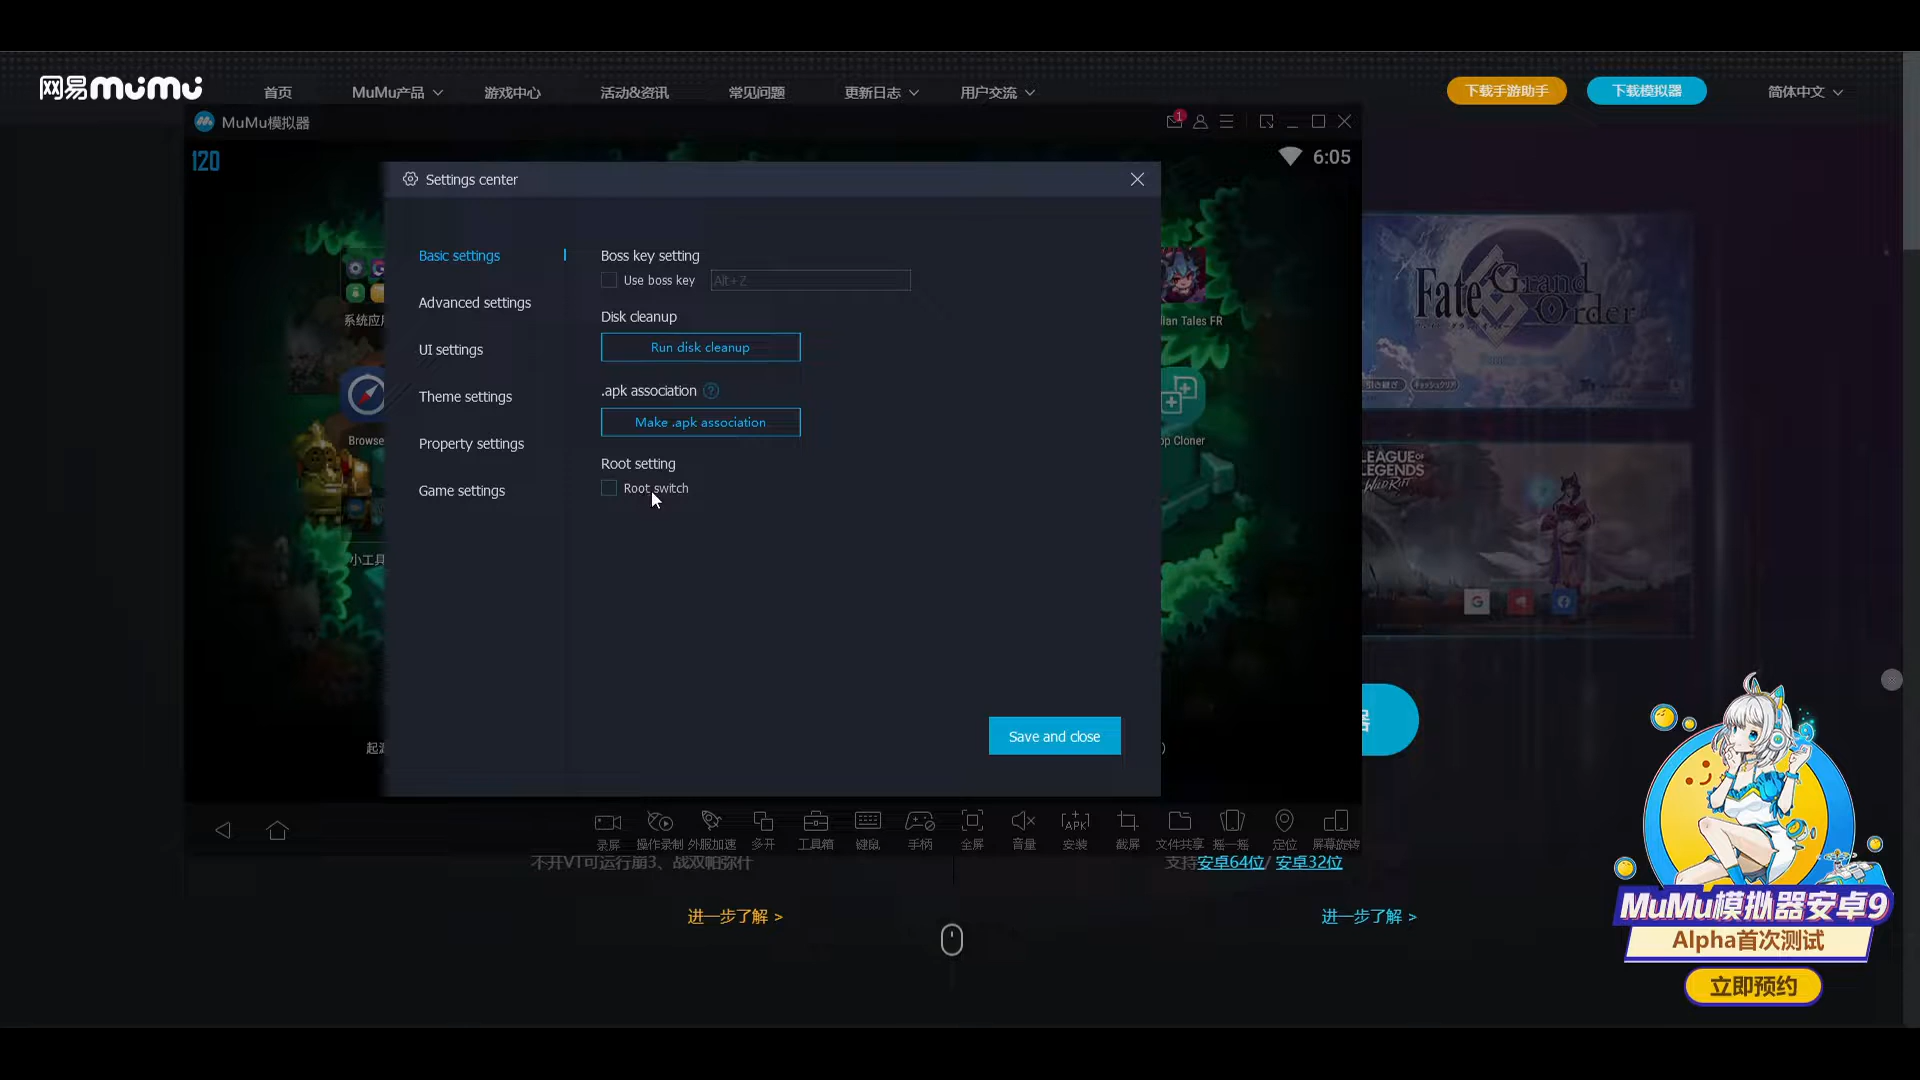 网易MUMU
首页
MuMu产品
游戏中心
活动&资讯
常见问题
更新日志
用户交流
下载手游助手
下载模拟器
简体中文
MuMu模拟器
1
120
6:05
Settings center
Basic settings
Advanced settings
UI settings
Theme settings
Property settings
Game settings
Boss key setting
Use boss key
Alt+Z
Disk cleanup
Run disk cleanup
.apk association ?
Make .apk association
Root setting
Root switch
Save and close
系统应
Browse
小工具
起源
dian Tales FR
pp Cloner
Fate Grand Order
LEAGUE OF LEGENDS
WILD RIFT
器
录屏
操作录制
外服加速
多开
工具箱
键鼠
手柄
全屏
音量
APK
安装
截屏
文件共享
摇一摇
定位
屏幕旋转
不开VT可运行崩3、战双帕弥什
支持安卓64位/ 安卓32位
进一步了解 >
进一步了解 >
MuMu模拟器安卓9
Alpha首次测试
立即预约